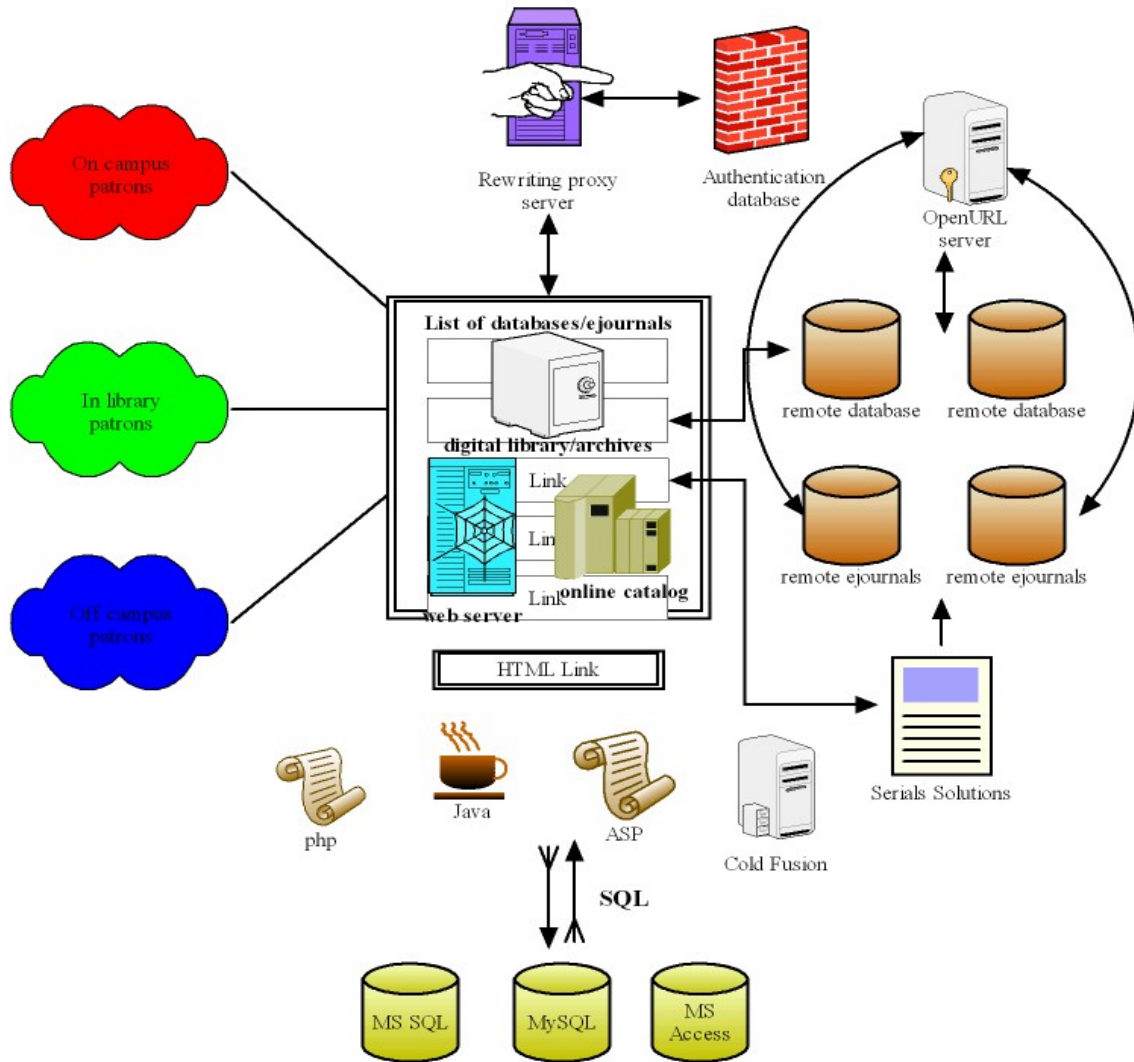 On campus
patrons
Rewriting proxy
server
Authentication
database
OpenURL
server
In library
patrons
Off campus
patrons
List of databases/ejournals
digital library/archives
Link
Link
Link
online catalog
web server
HTML Link
remote database
remote database
remote ejournals
remote ejournals
Serials Solutions
php
Java
ASP
Cold Fusion
SQL
MS SQL
MySQL
MS
Access